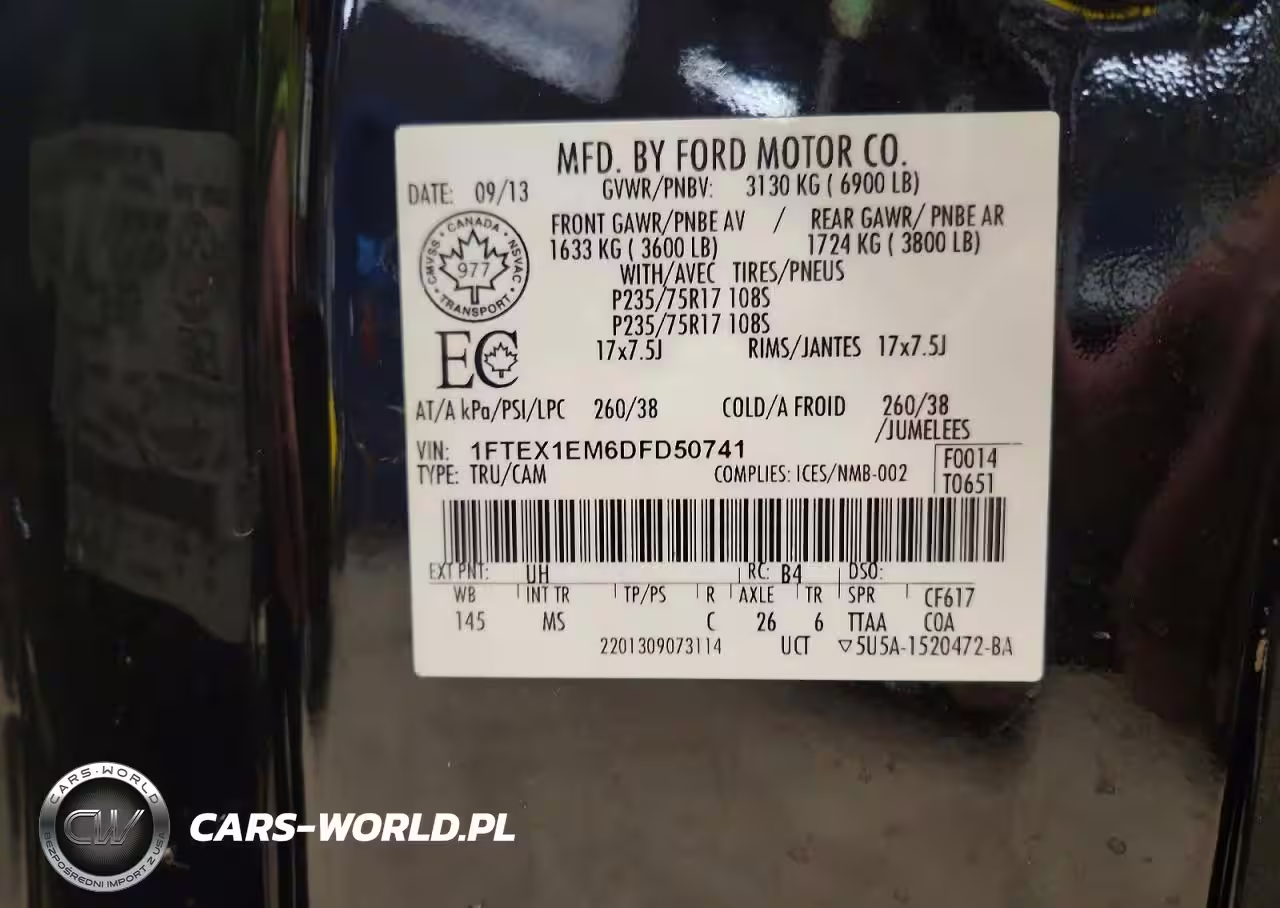 MFD. BY FORD MOTOR CO.
DATE: 09/13 GVWR/PNBV: 3130 KG ( 6900 LB)
FRONT GAWR/PNBE AV / REAR GAWR/ PNBE AR
1633 KG ( 3600 LB) 1724 KG ( 3800 LB)
WITH/AVEC TIRES/PNEUS
P235/75R17 108S
P235/75R17 108S
17x7.5J RIMS/JANTES 17x7.5J
CANADA
CMVSS NSVAC
977
TRANSPORT
EC
AT/A kPa/PSI/LPC 260/38 COLD/A FROID 260/38
/JUMELEES
VIN: 1FTEX1EM6DFD50741
TYPE: TRU/CAM COMPLIES: ICES/NMB-002
F0014
T0651
EXT PNT: UH RC: B4 DSO:
WB INT TR TP/PS R AXLE TR SPR CF617
145 MS C 26 6 TTAA COA
2201309073114 UCT ▽5U5A-1520472-BA
CARS-WORLD
CW
BEZPOŚREDNI IMPORT Z USA
CARS-WORLD.PL